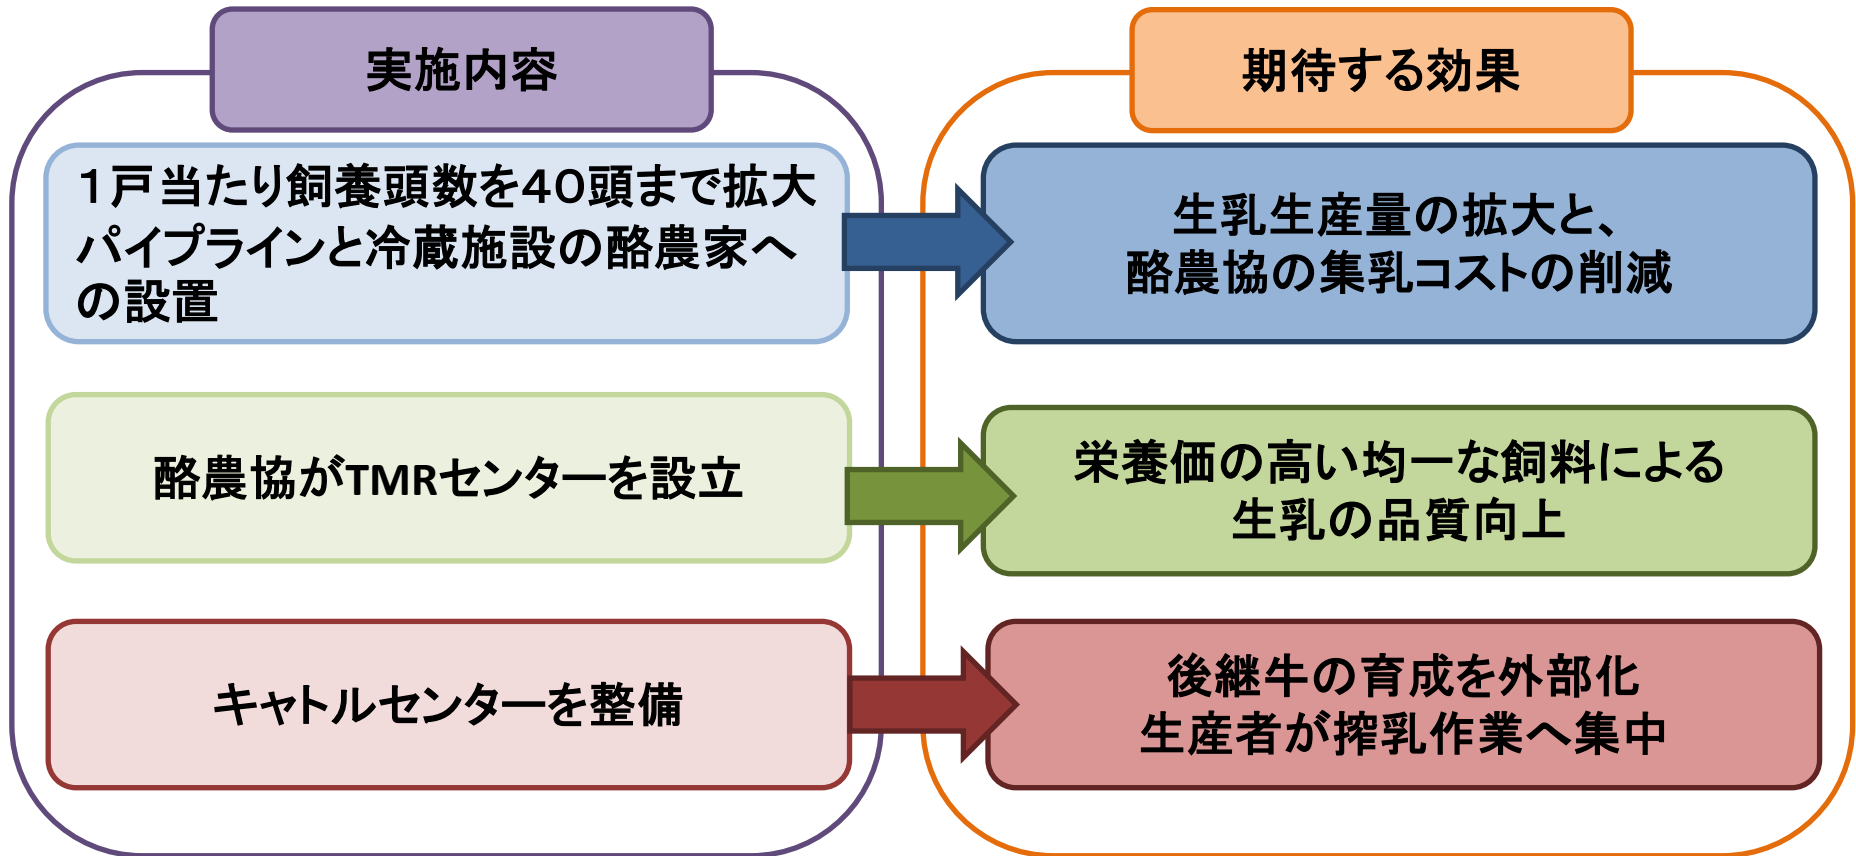 実施内容
１戸当たり飼養頭数を４０頭まで拡大
パイプラインと冷蔵施設の酪農家へ
の設置
酪農協がTMRセンターを設立
キャトルセンターを整備
期待する効果
生乳生産量の拡大と、
酪農協の集乳コストの削減
栄養価の高い均一な飼料による
生乳の品質向上
後継牛の育成を外部化
生産者が搾乳作業へ集中